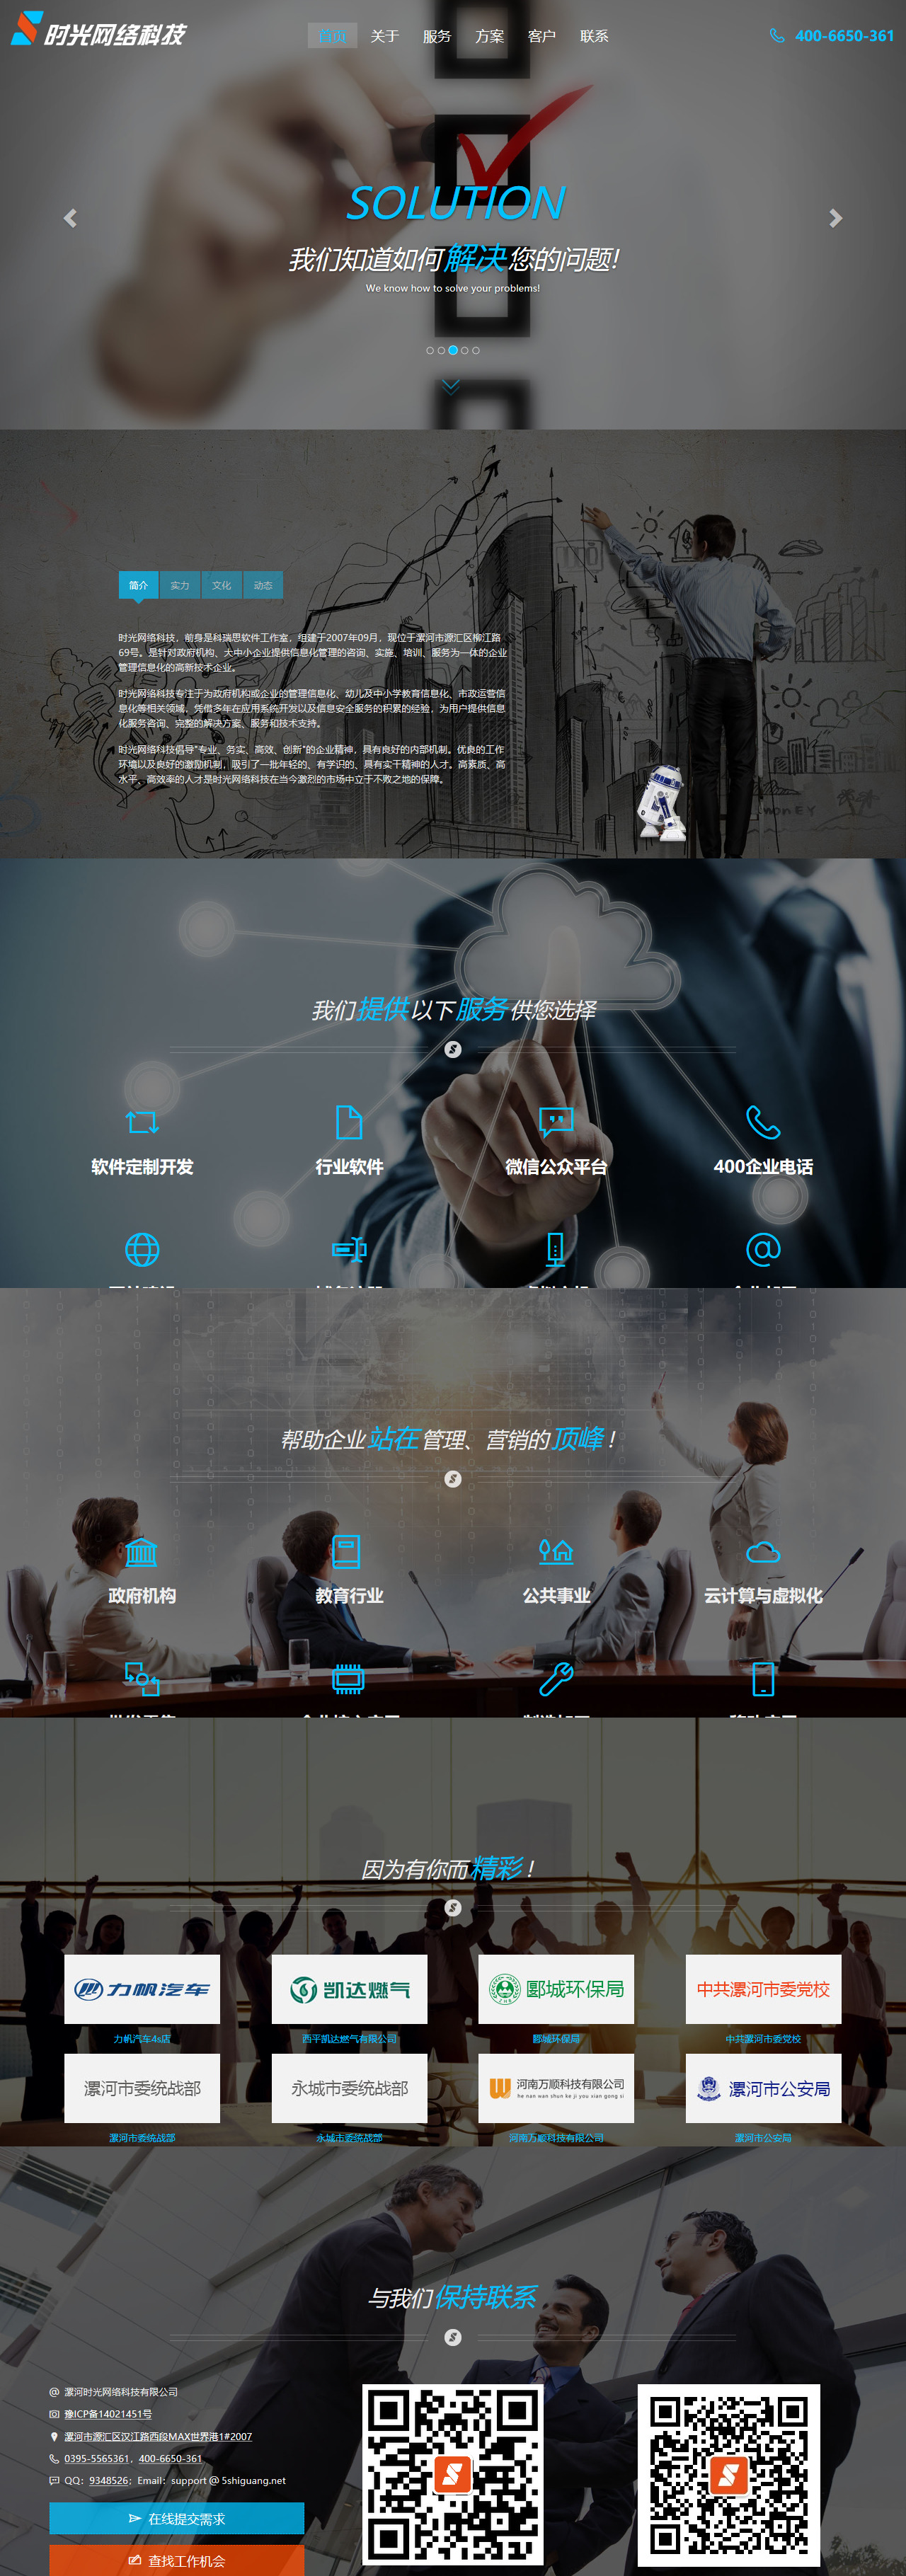 时光网络科技
首页 关于 服务 方案 客户 联系
400-6650-361
SOLUTION
我们知道如何解决您的问题!
We know how to solve your problems!
简介 实力 文化 动态
时光网络科技，前身是科瑞思软件工作室，组建于2007年09月，现位于漯河市源汇区柳江路
69号。是针对政府机构、大中小企业提供信息化管理的咨询、实施、培训、服务为一体的企业
管理信息化的高新技术企业。
时光网络科技专注于为政府机构或企业的管理信息化、幼儿及中小学教育信息化、市政运营信
息化等相关领域，凭借多年在应用系统开发以及信息安全服务的积累的经验，为用户提供信息
化服务咨询、完整的解决方案、服务和技术支持。
时光网络科技倡导"专业、务实、高效、创新"的企业精神，具有良好的内部机制。优良的工作
环境以及良好的激励机制，吸引了一批年轻的、有学识的、具有实干精神的人才。高素质、高
水平、高效率的人才是时光网络科技在当今激烈的市场中立于不败之地的保障。
MONEY
我们提供以下服务供您选择
软件定制开发 行业软件 微信公众平台 400企业电话
帮助企业站在管理、营销的顶峰！
政府机构 教育行业 公共事业 云计算与虚拟化
因为有你而精彩！
力帆汽车 凯达燃气 郾城环保局 中共漯河市委党校
力帆汽车4s店 西平凯达燃气有限公司 郾城环保局 中共漯河市委党校
漯河市委统战部 永城市委统战部 河南万顺科技有限公司 漯河市公安局
he nan wan shun ke ji you xian gong si
漯河市委统战部 永城市委统战部 河南万顺科技有限公司 漯河市公安局
与我们保持联系
漯河时光网络科技有限公司
豫ICP备14021451号
漯河市源汇区汉江路西段MAX世界港1#2007
0395-5565361，400-6650-361
QQ：9348526；Email：support @ 5shiguang.net
在线提交需求
查找工作机会